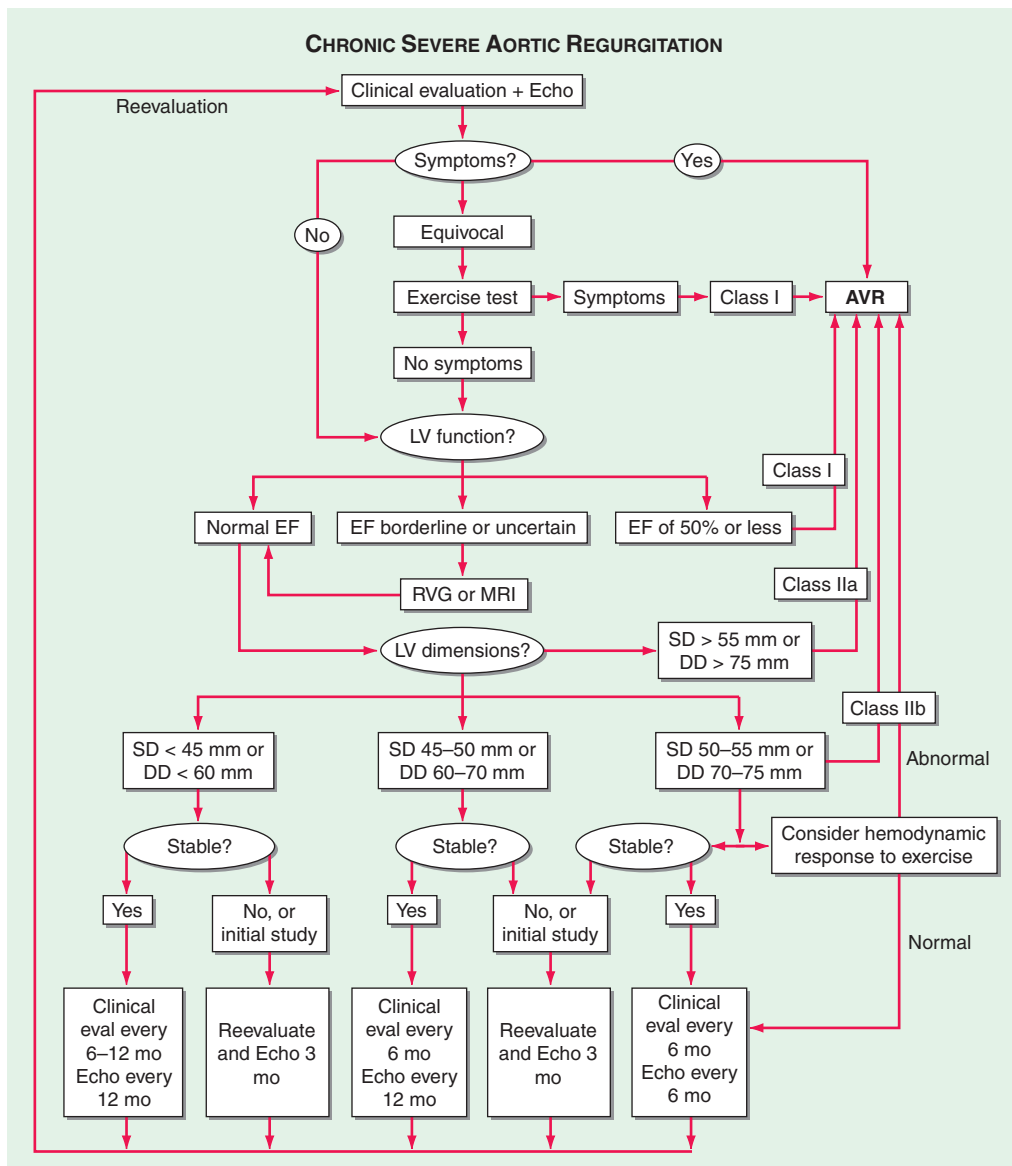 CHRONIC SEVERE AORTIC REGURGITATION
Clinical evaluation + Echo
Reevaluation
Symptoms?
Yes
No
Equivocal
Exercise test
Symptoms
Class I
AVR
No symptoms
LV function?
Class I
Normal EF
EF borderline or uncertain
EF of 50% or less
Class IIa
RVG or MRI
LV dimensions?
SD > 55 mm or
DD > 75 mm
Class IIb
SD < 45 mm or
DD < 60 mm
SD 45–50 mm or
DD 60–70 mm
SD 50–55 mm or
DD 70–75 mm
Abnormal
Stable?
Stable?
Stable?
Consider hemodynamic
response to exercise
Yes
No, or
initial study
Yes
No, or
initial study
Yes
Normal
Clinical
eval every
6–12 mo
Echo every
12 mo
Reevaluate
and Echo 3
mo
Clinical
eval every
6 mo
Echo every
12 mo
Reevaluate
and Echo 3
mo
Clinical
eval every
6 mo
Echo every
6 mo